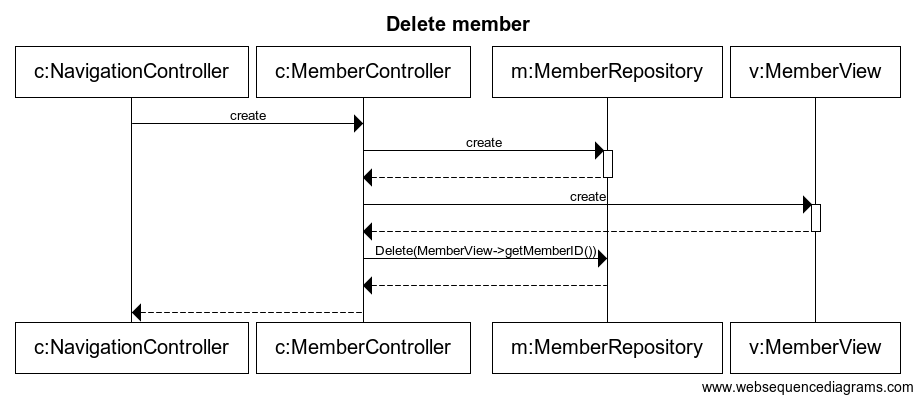 Delete member
c:NavigationController c:MemberController m:MemberRepository v:MemberView
create
create
create
Delete(MemberView->getMemberID())
c:NavigationController c:MemberController m:MemberRepository v:MemberView
www.websequencediagrams.com